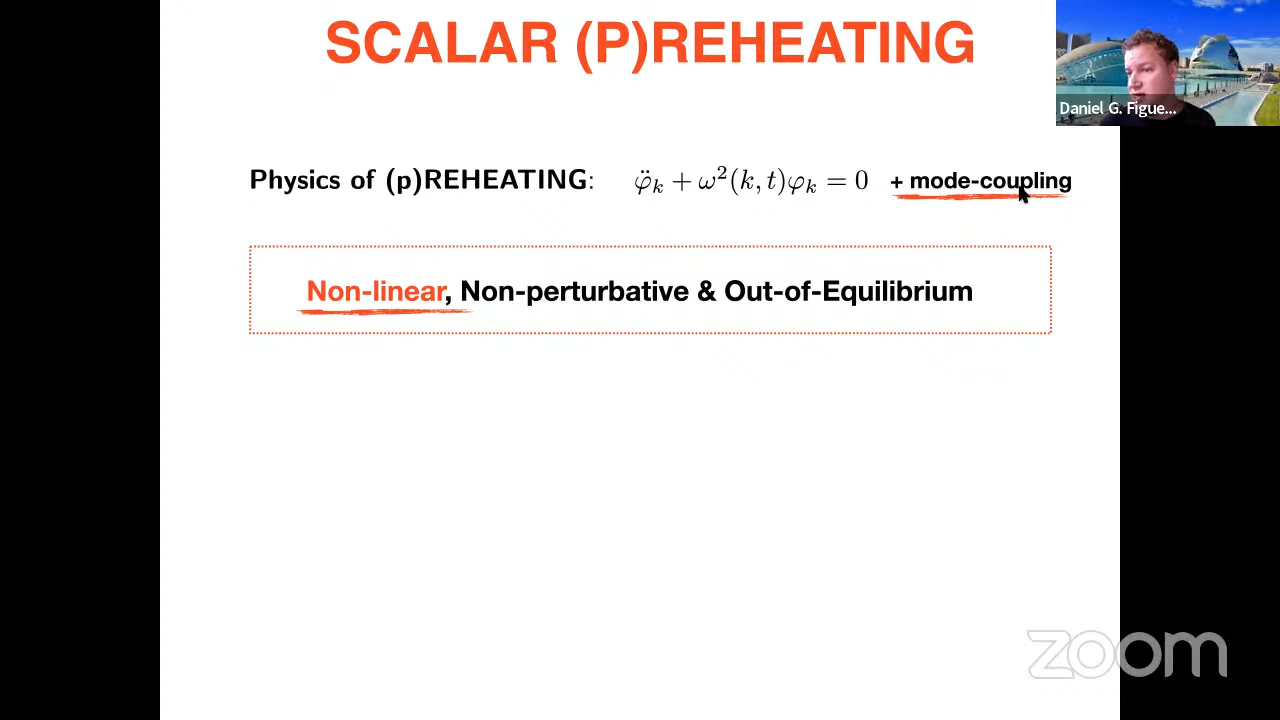 SCALAR (P)REHEATING
Daniel G. Figue...
Physics of (p)REHEATING: φ̈ₖ + ω²(k, t)φₖ = 0 + mode-coupling
Non-linear, Non-perturbative & Out-of-Equilibrium
zoom